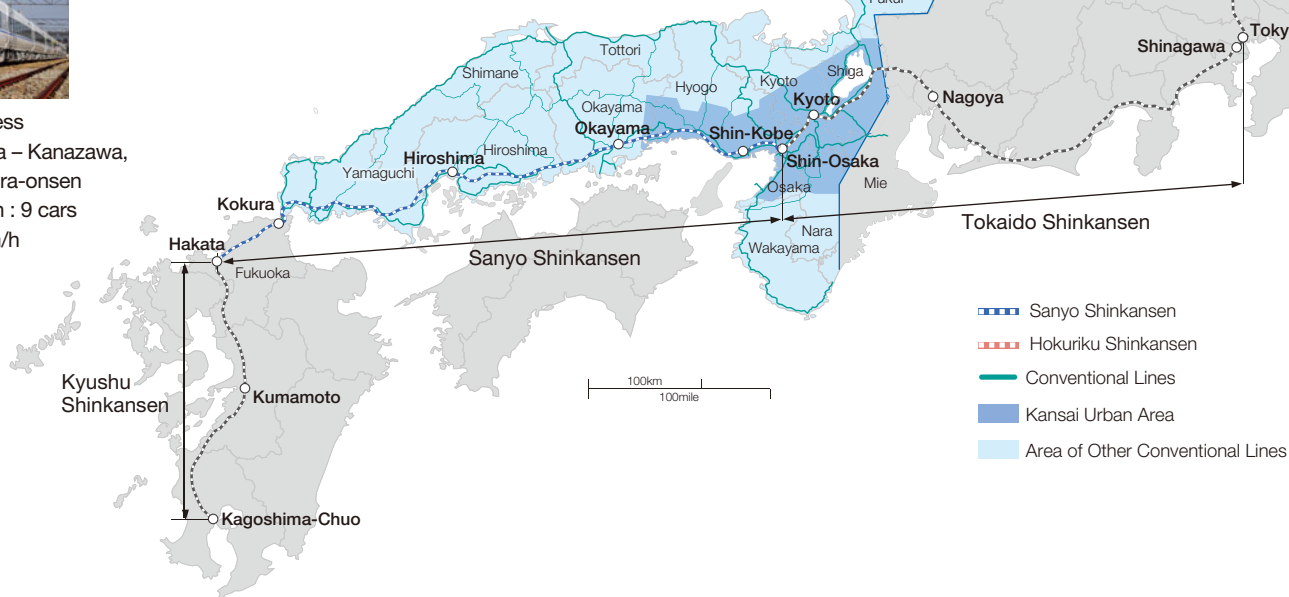 ess
a – Kanazawa,
ra-onsen
n : 9 cars
n/h
Fukui
Toky
Shinagawa
Tottori
Shimane
Kyoto
Shiga
Hyogo
Nagoya
Okayama
Kyoto
Okayama
Shin-Kobe
Hiroshima
Hiroshima
Shin-Osaka
Yamaguchi
Osaka
Mie
Kokura
Tokaido Shinkansen
Nara
Hakata
Wakayama
Sanyo Shinkansen
Fukuoka
Sanyo Shinkansen
Hokuriku Shinkansen
Kyushu
Shinkansen
100km
100mile
Conventional Lines
Kumamoto
Kansai Urban Area
Area of Other Conventional Lines
Kagoshima-Chuo